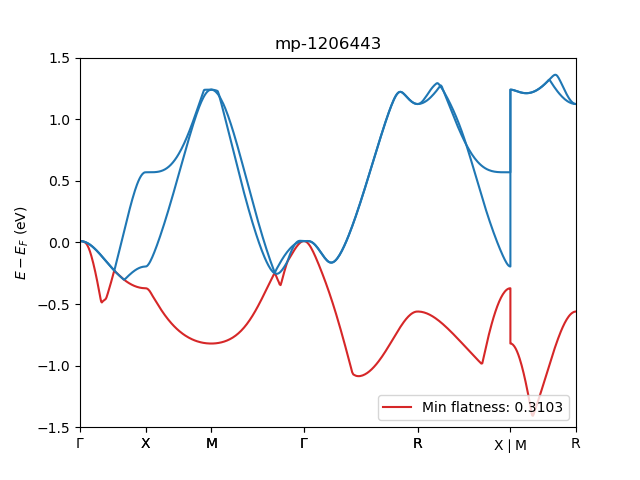 mp-1206443
1.5
1.0
0.5
0.0
−0.5
−1.0
−1.5
E − E_F (eV)
Γ X M Γ R X | M R
Min flatness: 0.3103